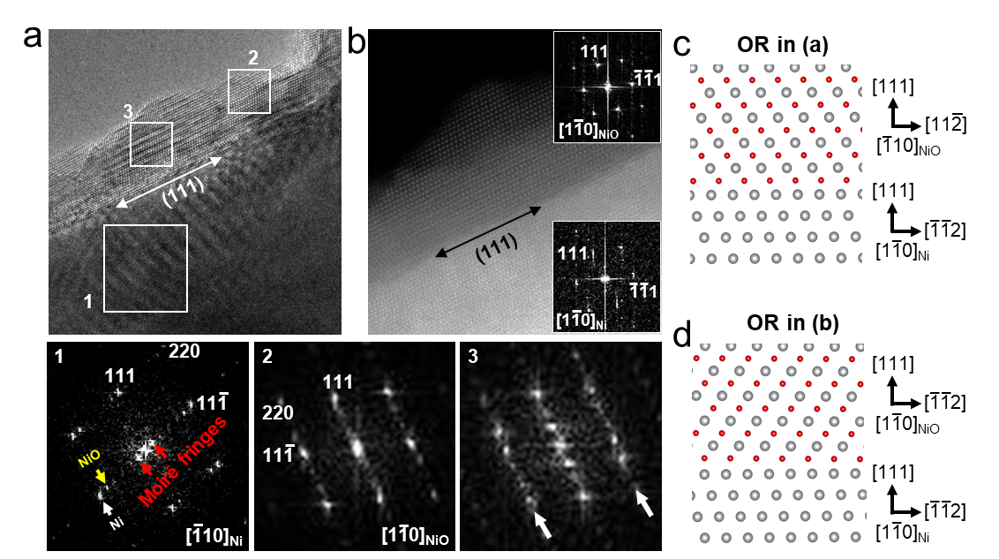 a
2
3
(111)
1
b
111
1̅1̅1
[11̅0]NiO
(111)
111
1̅1̅1
[11̅0]Ni
c
OR in (a)
[111]
[112̅]
[1̅10]NiO
[111]
[1̅1̅2]
[11̅0]Ni
d
OR in (b)
[111]
[1̅1̅2]
[11̅0]NiO
[111]
[1̅1̅2]
[11̅0]Ni
1
220
111
111̅
NiO
Moiré fringes
Ni
[1̅10]Ni
2
111
220
111̅
[11̅0]NiO
3